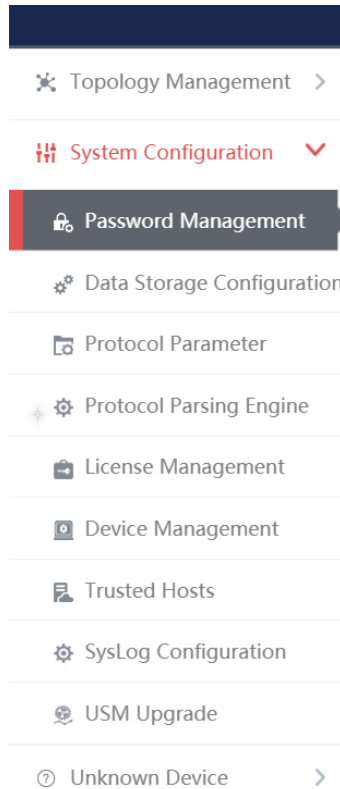 Topology Management
System Configuration
Password Management
Data Storage Configuration
Protocol Parameter
Protocol Parsing Engine
License Management
Device Management
Trusted Hosts
SysLog Configuration
USM Upgrade
Unknown Device